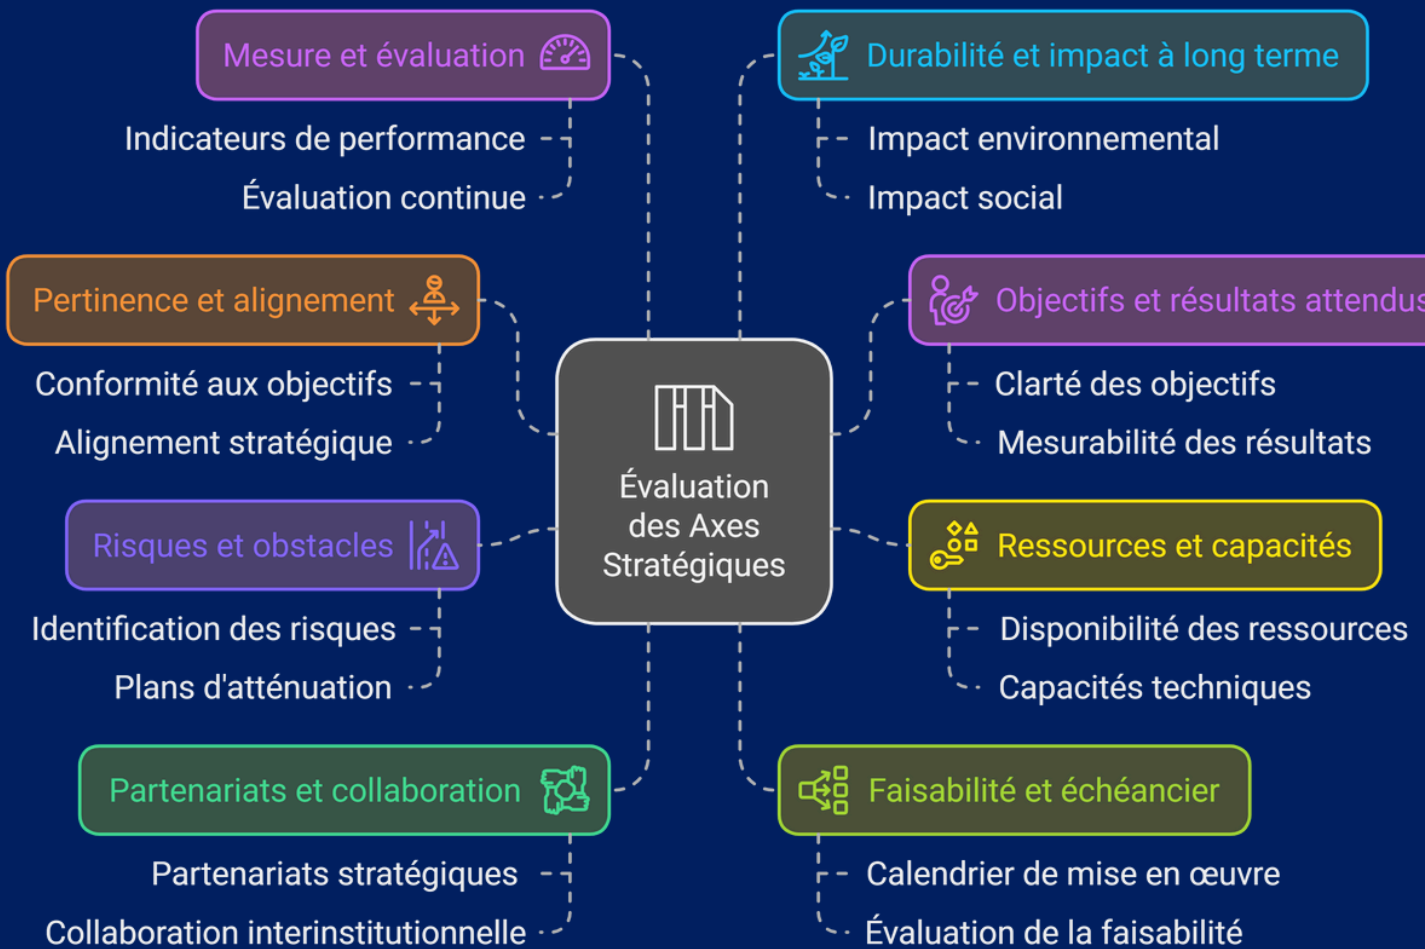 Mesure et évaluation
Indicateurs de performance
Évaluation continue
Durabilité et impact à long terme
Impact environnemental
Impact social
Pertinence et alignement
Conformité aux objectifs
Alignement stratégique
Objectifs et résultats attendus
Clarté des objectifs
Mesurabilité des résultats
Évaluation
des Axes
Stratégiques
Risques et obstacles
Identification des risques
Plans d'atténuation
Ressources et capacités
Disponibilité des ressources
Capacités techniques
Partenariats et collaboration
Partenariats stratégiques
Collaboration interinstitutionnelle
Faisabilité et échéancier
Calendrier de mise en œuvre
Évaluation de la faisabilité